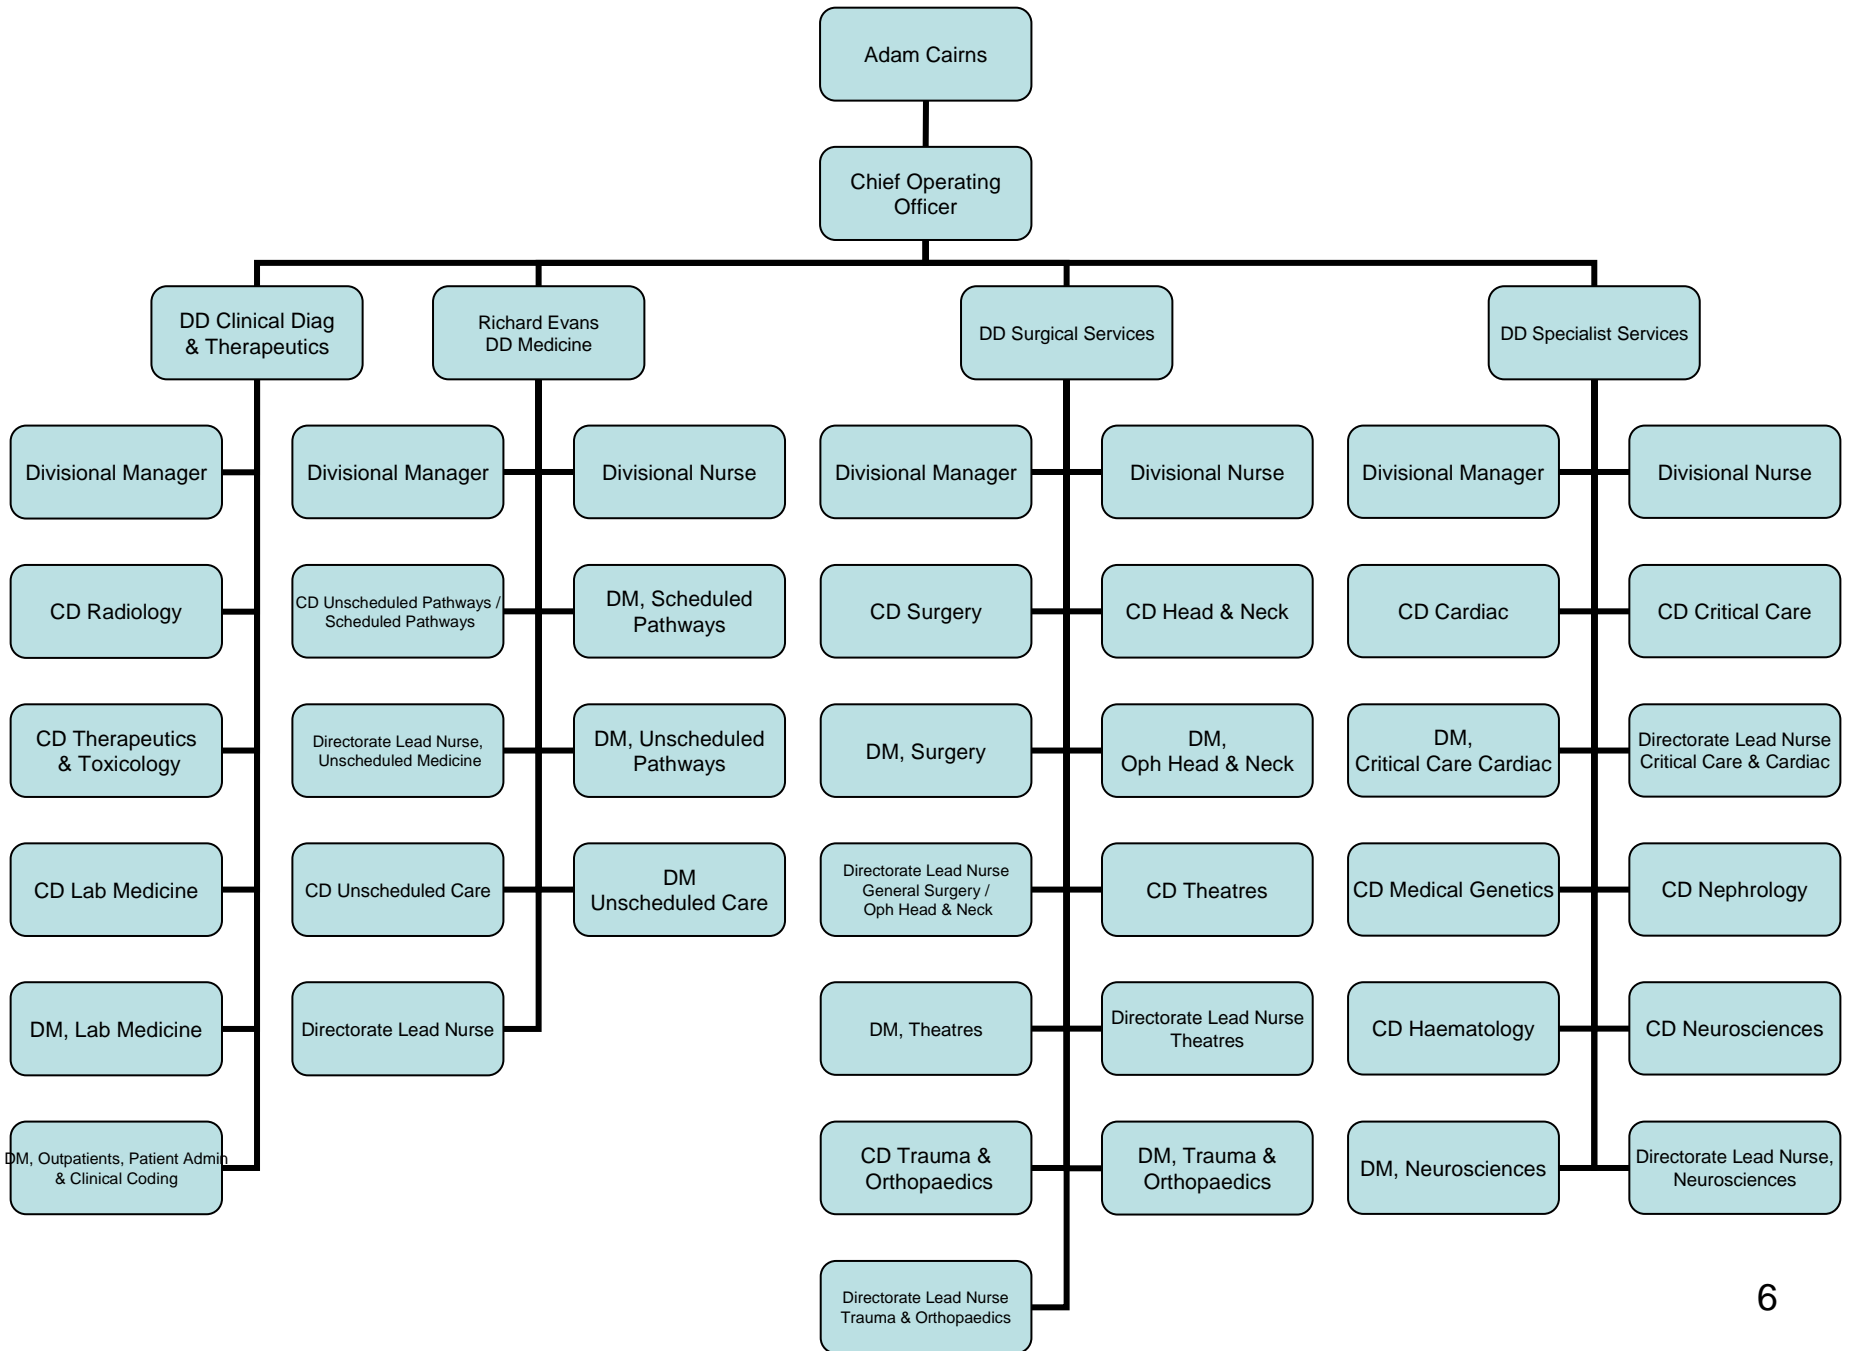 Adam Cairns
Chief Operating
Officer
DD Clinical Diag
& Therapeutics
Richard Evans
DD Medicine
DD Surgical Services
DD Specialist Services
Divisional Manager
Divisional Manager
Divisional Nurse
Divisional Manager
Divisional Nurse
Divisional Manager
Divisional Nurse
CD Radiology
CD Unscheduled Pathways /
Scheduled Pathways
DM, Scheduled
Pathways
CD Surgery
CD Head & Neck
CD Cardiac
CD Critical Care
CD Therapeutics
& Toxicology
Directorate Lead Nurse,
Unscheduled Medicine
DM, Unscheduled
Pathways
DM, Surgery
DM,
Oph Head & Neck
DM,
Critical Care Cardiac
Directorate Lead Nurse
Critical Care & Cardiac
CD Lab Medicine
CD Unscheduled Care
DM
Unscheduled Care
Directorate Lead Nurse
General Surgery /
Oph Head & Neck
CD Theatres
CD Medical Genetics
CD Nephrology
DM, Lab Medicine
Directorate Lead Nurse
DM, Theatres
Directorate Lead Nurse
Theatres
CD Haematology
CD Neurosciences
DM, Outpatients, Patient Admin
& Clinical Coding
CD Trauma &
Orthopaedics
DM, Trauma &
Orthopaedics
DM, Neurosciences
Directorate Lead Nurse,
Neurosciences
Directorate Lead Nurse
Trauma & Orthopaedics
6